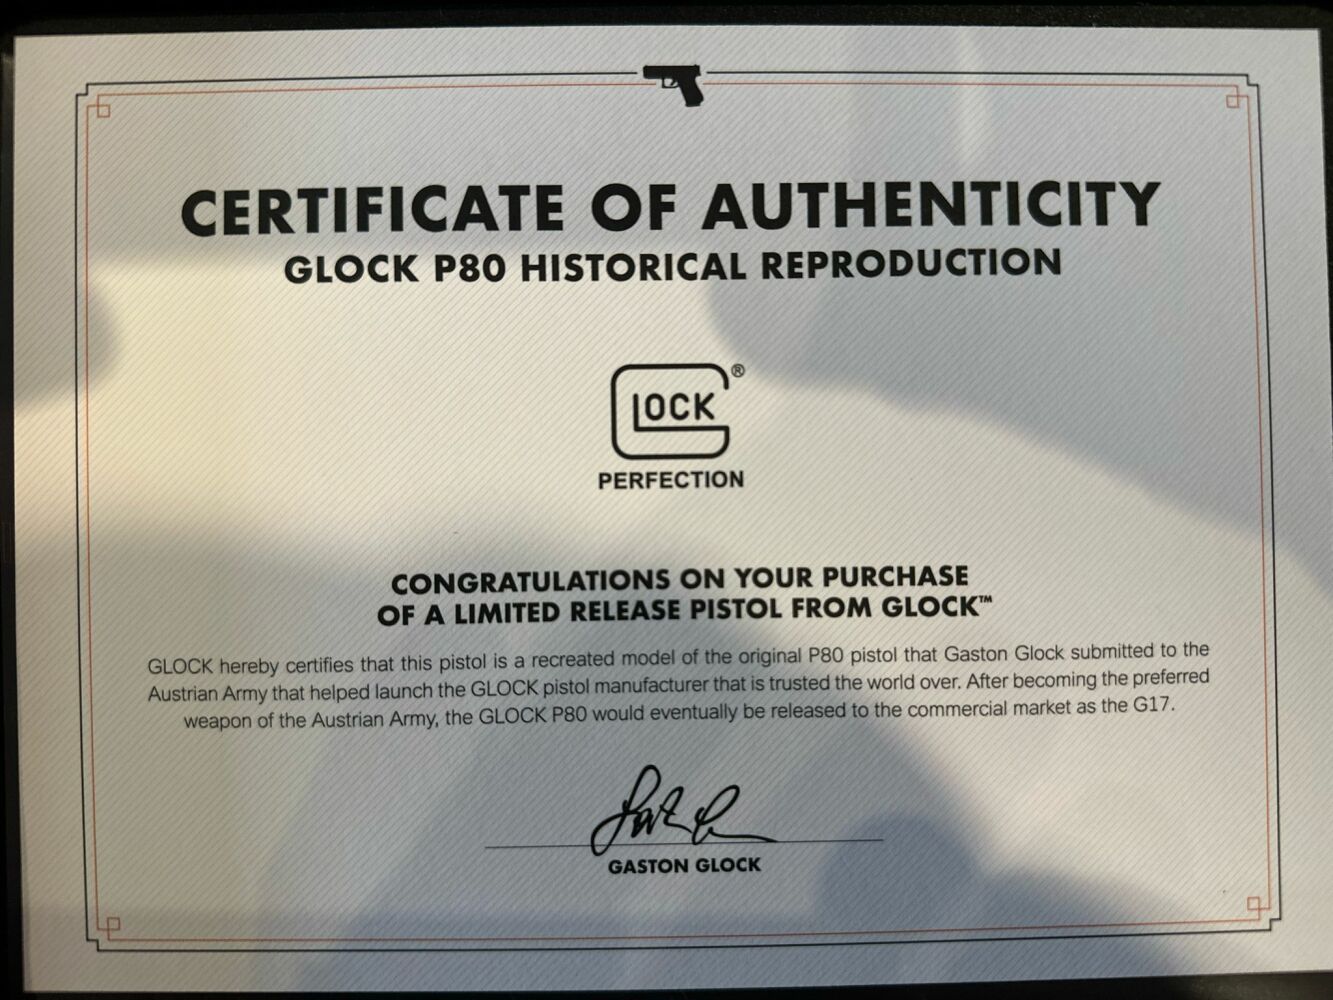 CERTIFICATE OF AUTHENTICITY
GLOCK P80 HISTORICAL REPRODUCTION
GLOCK®
PERFECTION
CONGRATULATIONS ON YOUR PURCHASE
OF A LIMITED RELEASE PISTOL FROM GLOCK™
GLOCK hereby certifies that this pistol is a recreated model of the original P80 pistol that Gaston Glock submitted to the
Austrian Army that helped launch the GLOCK pistol manufacturer that is trusted the world over. After becoming the preferred
weapon of the Austrian Army, the GLOCK P80 would eventually be released to the commercial market as the G17.
GASTON GLOCK